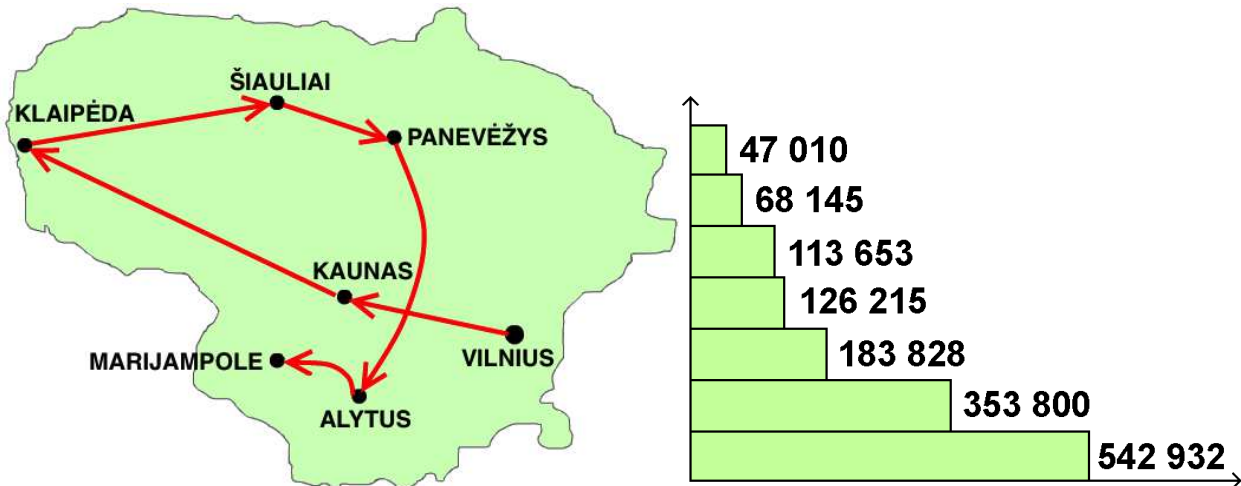 ŠIAULIAI
KLAIPĖDA
PANEVĖŽYS
KAUNAS
MARIJAMPOLE
VILNIUS
ALYTUS
47 010
68 145
113 653
126 215
183 828
353 800
542 932